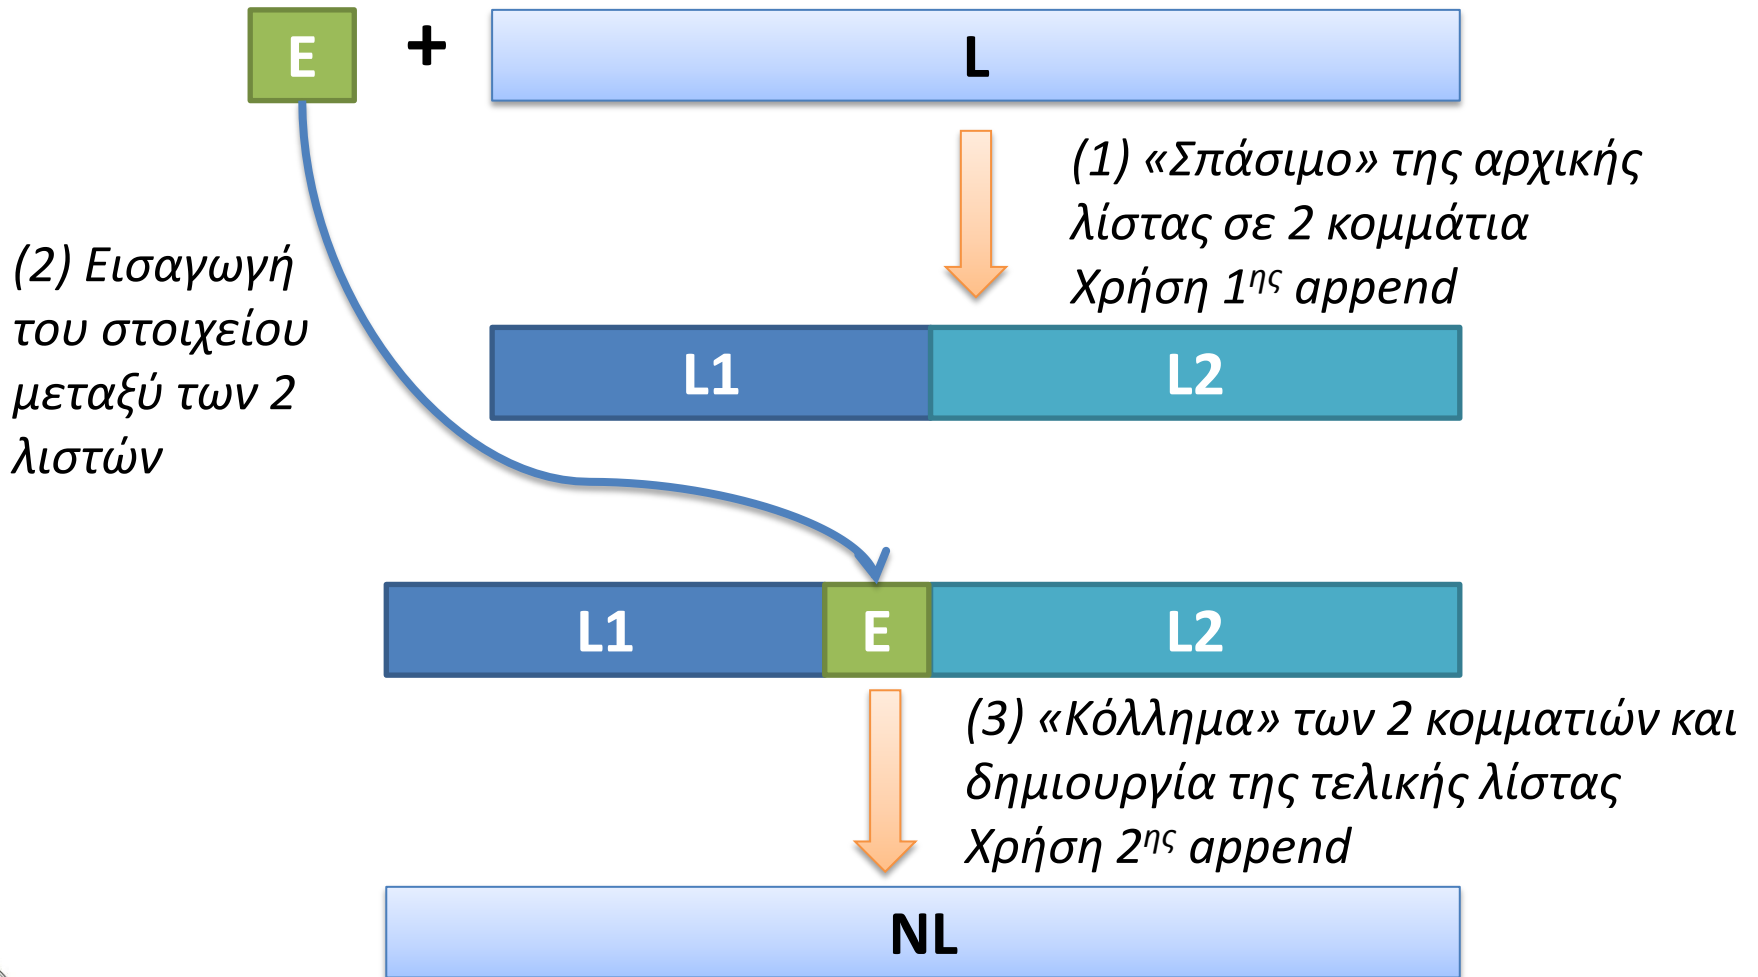 E + L
(1) «Σπάσιμο» της αρχικής
λίστας σε 2 κομμάτια
Χρήση 1ης append
(2) Εισαγωγή
του στοιχείου
μεταξύ των 2
λιστών
L1 L2
L1 E L2
(3) «Κόλλημα» των 2 κομματιών και
δημιουργία της τελικής λίστας
Χρήση 2ης append
NL